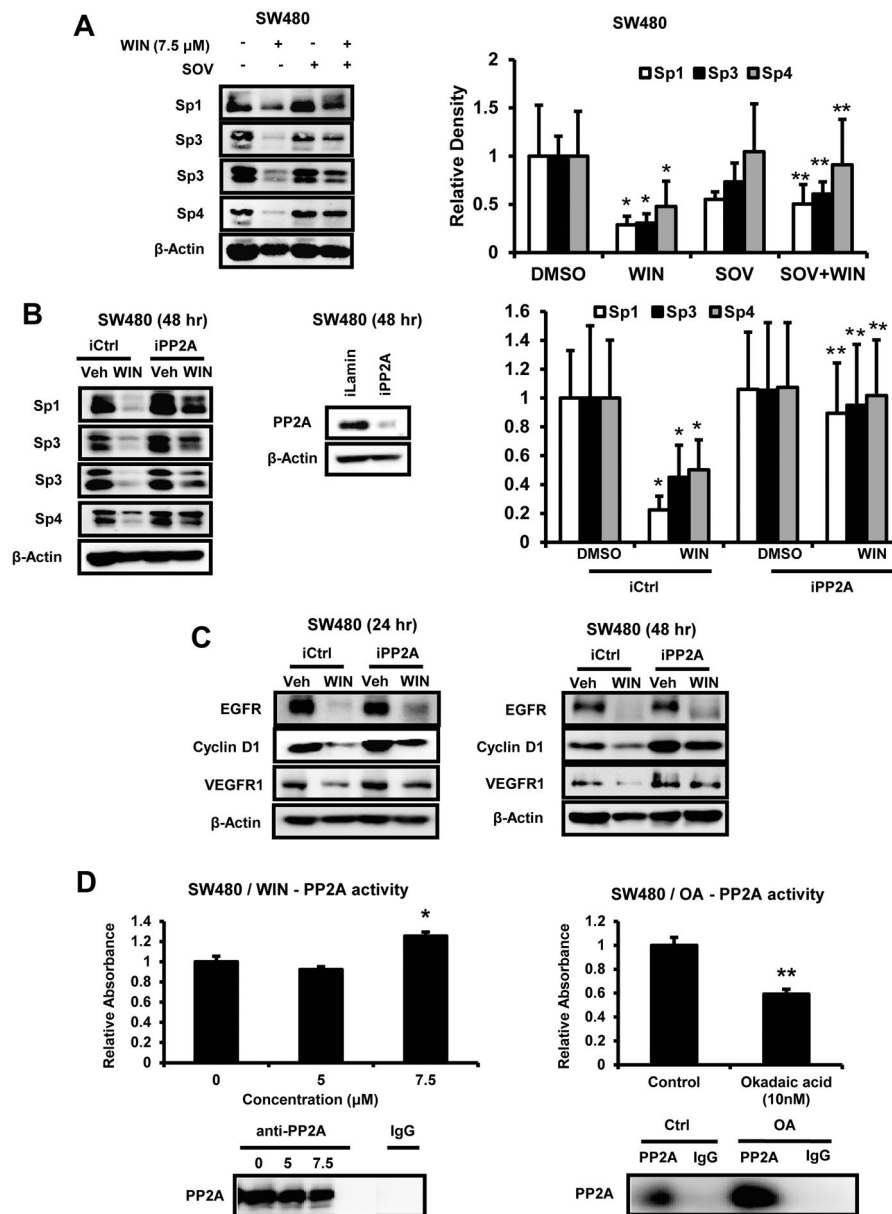 A
SW480
WIN (7.5 µM) - + - +
SOV - - + +
Sp1
Sp3
Sp3
Sp4
β-Actin
SW480
Sp1 Sp3 Sp4
Relative Density
2
1.5
1
0.5
0
* * *
** ** **
DMSO WIN SOV SOV+WIN
B
SW480 (48 hr)
iCtrl iPP2A
Veh WIN Veh WIN
Sp1
Sp3
Sp3
Sp4
β-Actin
SW480 (48 hr)
iLamin iPP2A
PP2A
β-Actin
Sp1 Sp3 Sp4
1.6
1.4
1.2
1
0.8
0.6
0.4
0.2
0
* * *
** ** **
DMSO WIN DMSO WIN
iCtrl iPP2A
C
SW480 (24 hr)
iCtrl iPP2A
Veh WIN Veh WIN
EGFR
Cyclin D1
VEGFR1
β-Actin
SW480 (48 hr)
iCtrl iPP2A
Veh WIN Veh WIN
EGFR
Cyclin D1
VEGFR1
β-Actin
D
SW480 / WIN - PP2A activity
Relative Absorbance
1.4
1.2
1
0.8
0.6
0.4
0.2
0
*
0 5 7.5
Concentration (µM)
anti-PP2A IgG
0 5 7.5
PP2A
SW480 / OA - PP2A activity
Relative Absorbance
1.2
1
0.8
0.6
0.4
0.2
0
**
Control Okadaic acid
(10nM)
Ctrl OA
PP2A IgG PP2A IgG
PP2A